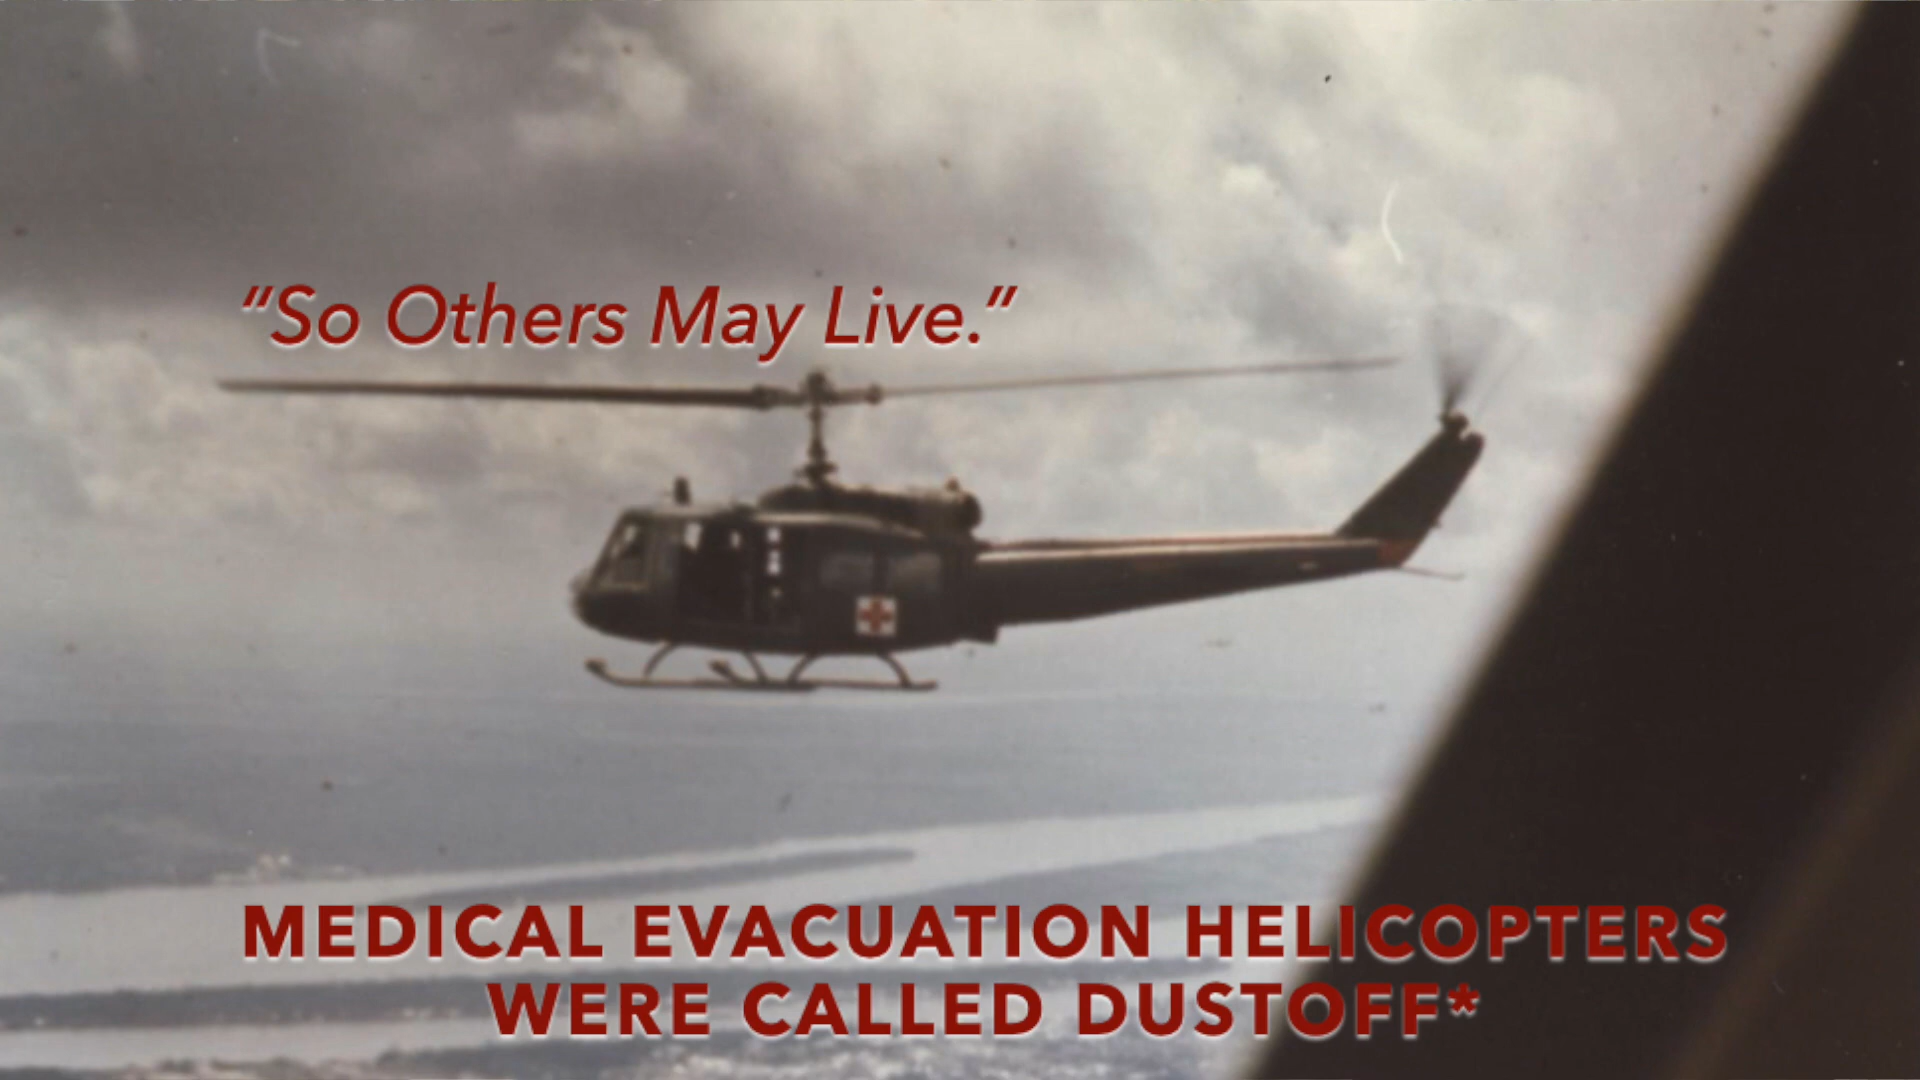 “So Others May Live.”
MEDICAL EVACUATION HELICOPTERS
WERE CALLED DUSTOFF*